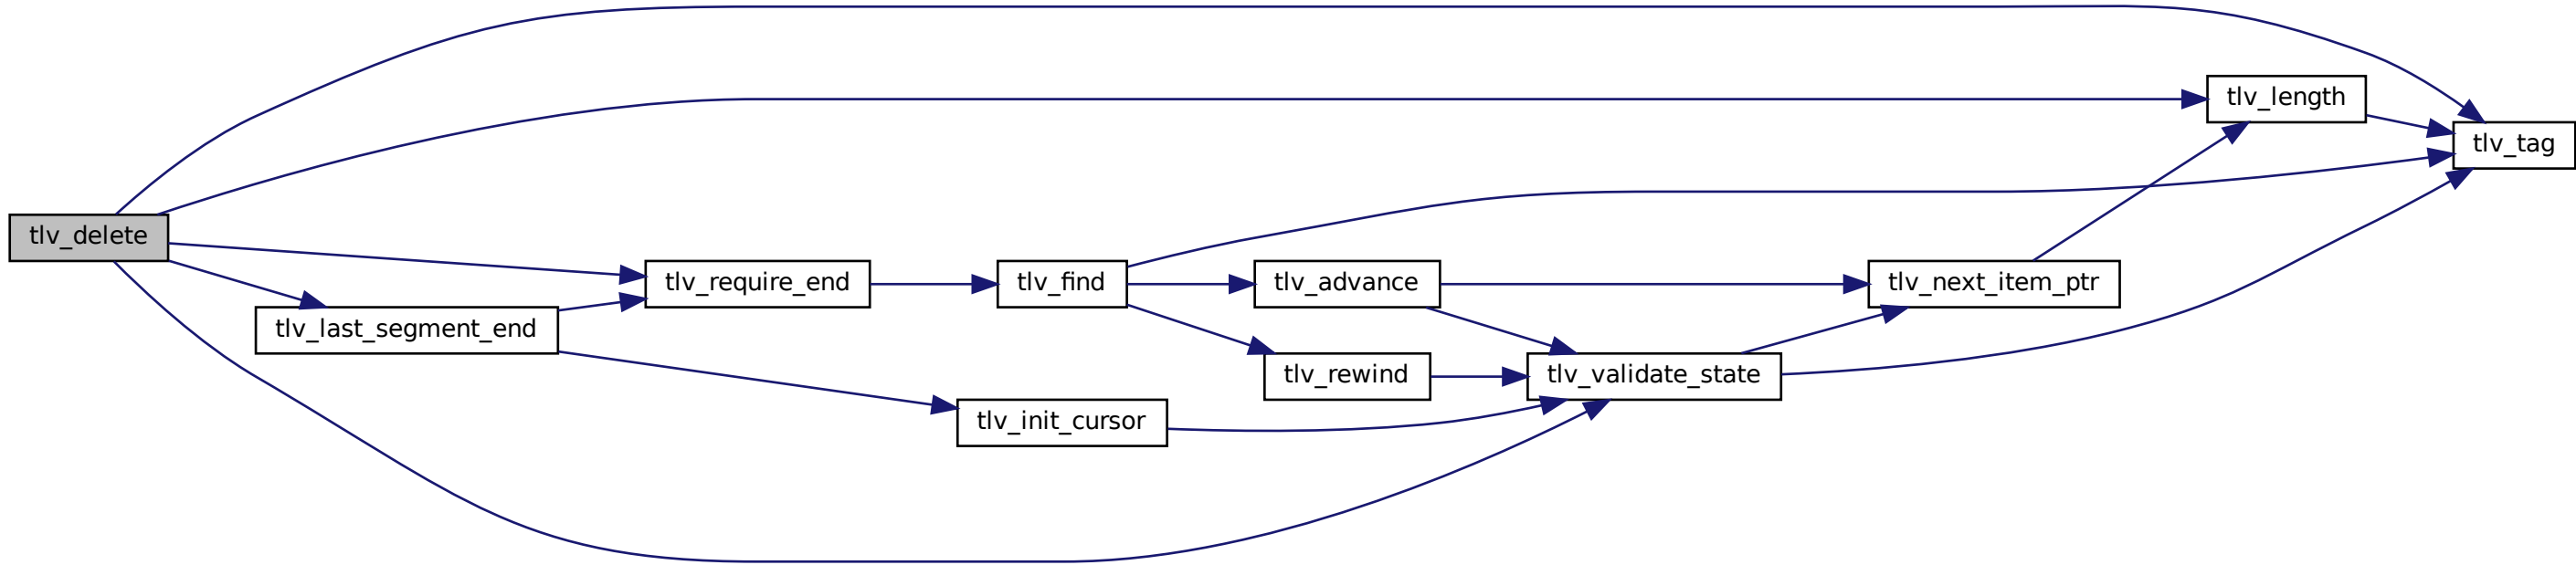 tlv_delete
tlv_last_segment_end
tlv_require_end
tlv_init_cursor
tlv_find
tlv_advance
tlv_rewind
tlv_validate_state
tlv_next_item_ptr
tlv_length
tlv_tag